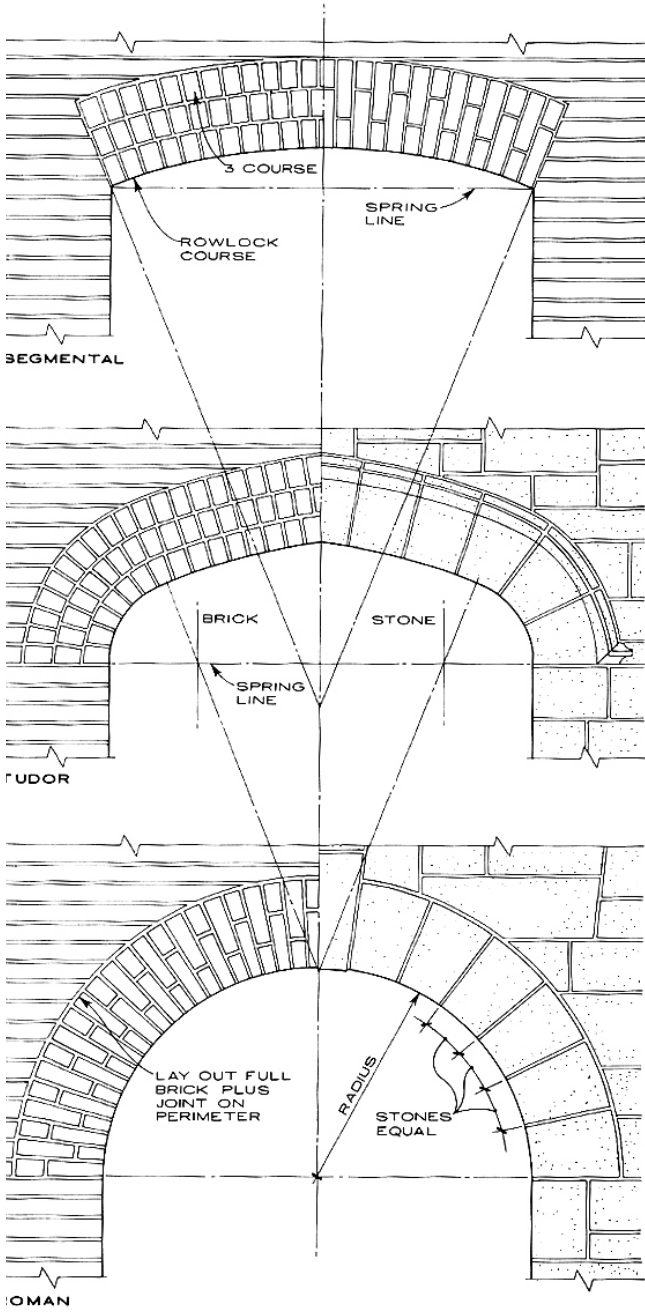 3 COURSE
SPRING
LINE
ROWLOCK
COURSE
SEGMENTAL
BRICK
STONE
SPRING
LINE
TUDOR
LAY OUT FULL
BRICK PLUS
JOINT ON
PERIMETER
RADIUS
STONES
EQUAL
ROMAN